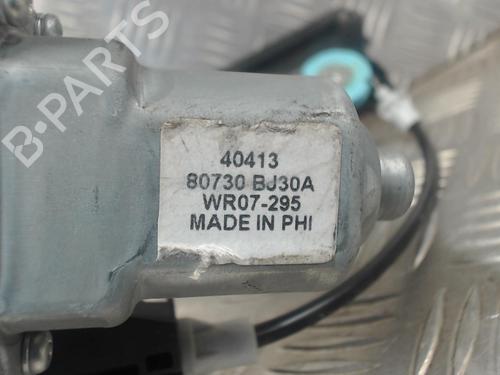 B-PARTS
40413
80730 BJ30A
WR07-295
MADE IN PHI